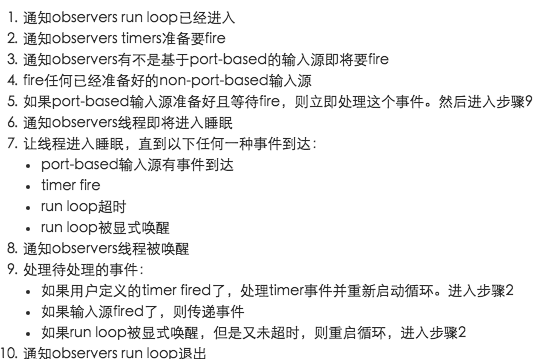 1. 通知observers run loop已经进入
2. 通知observers timers准备要fire
3. 通知observers有不是基于port-based的输入源即将要fire
4. fire任何已经准备好的non-port-based输入源
5. 如果port-based输入源准备好且等待fire，则立即处理这个事件。然后进入步骤9
6. 通知observers线程即将进入睡眠
7. 让线程进入睡眠，直到以下任何一种事件到达：
• port-based输入源有事件到达
• timer fire
• run loop超时
• run loop被显式唤醒
8. 通知observers线程被唤醒
9. 处理待处理的事件：
• 如果用户定义的timer fired了，处理timer事件并重新启动循环。进入步骤2
• 如果输入源fired了，则传递事件
• 如果run loop被显式唤醒，但是又未超时，则重启循环，进入步骤2
10. 通知observers run loop退出